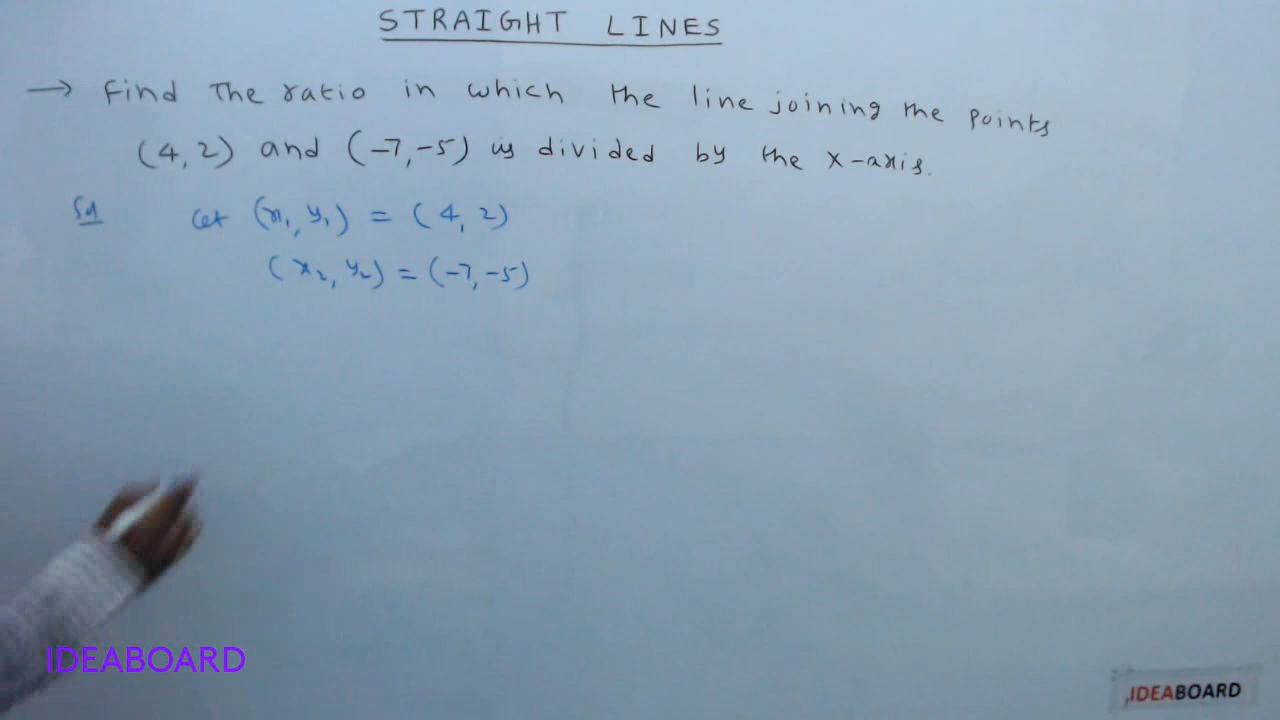 STRAIGHT LINES
→ Find The ratio in which the line joining the points
(4, 2) and (-7, -5) is divided by the x-axis.
Sol Let (x₁, y₁) = (4, 2)
(x₂, y₂) = (-7, -5)
IDEABOARD
IDEABOARD